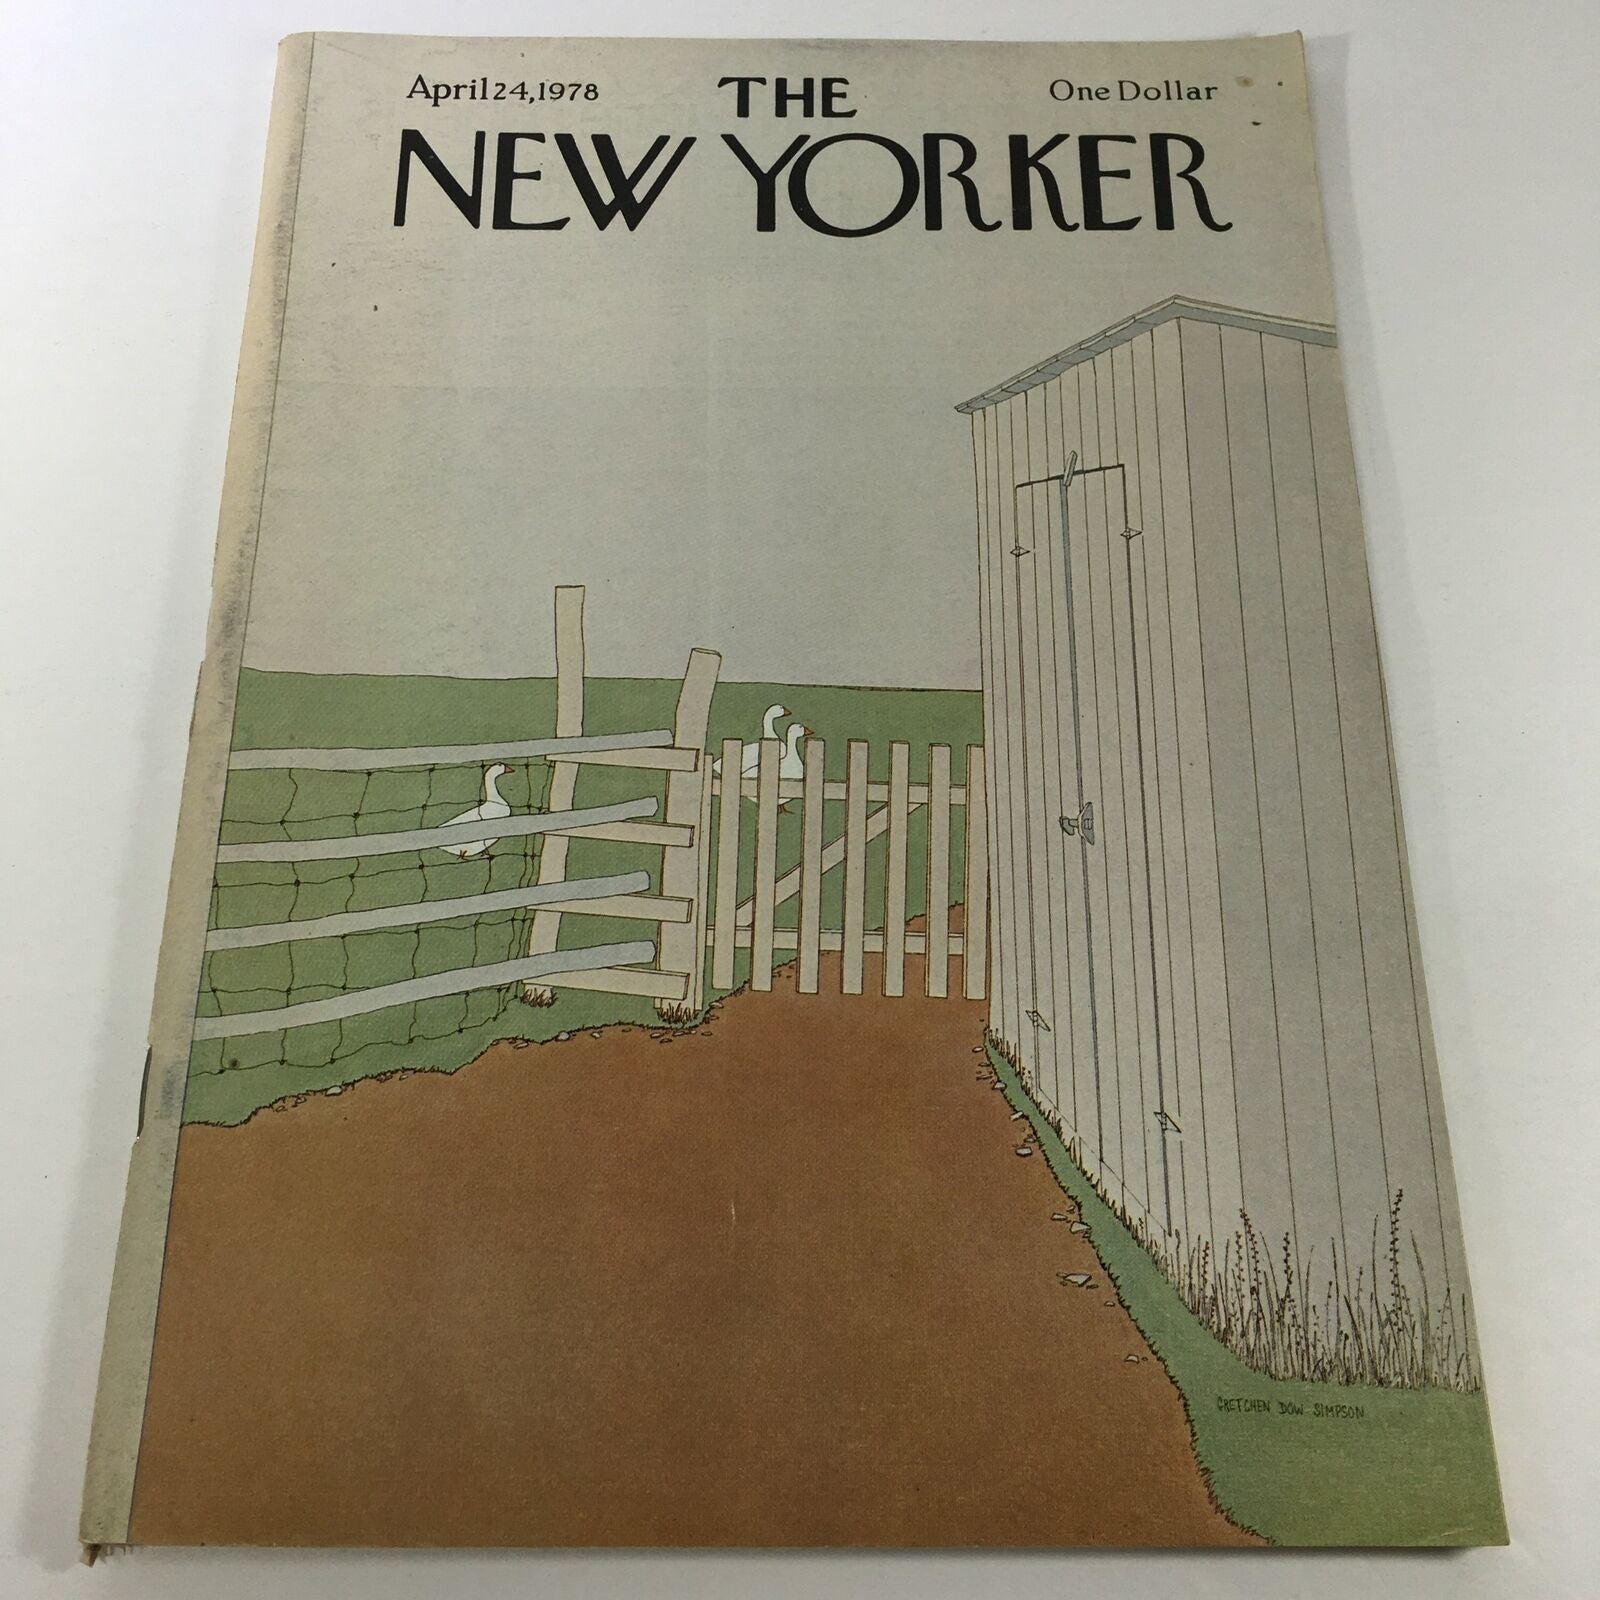 April 24, 1978
THE
One Dollar
NEW YORKER
GRETCHEN DOW SIMPSON